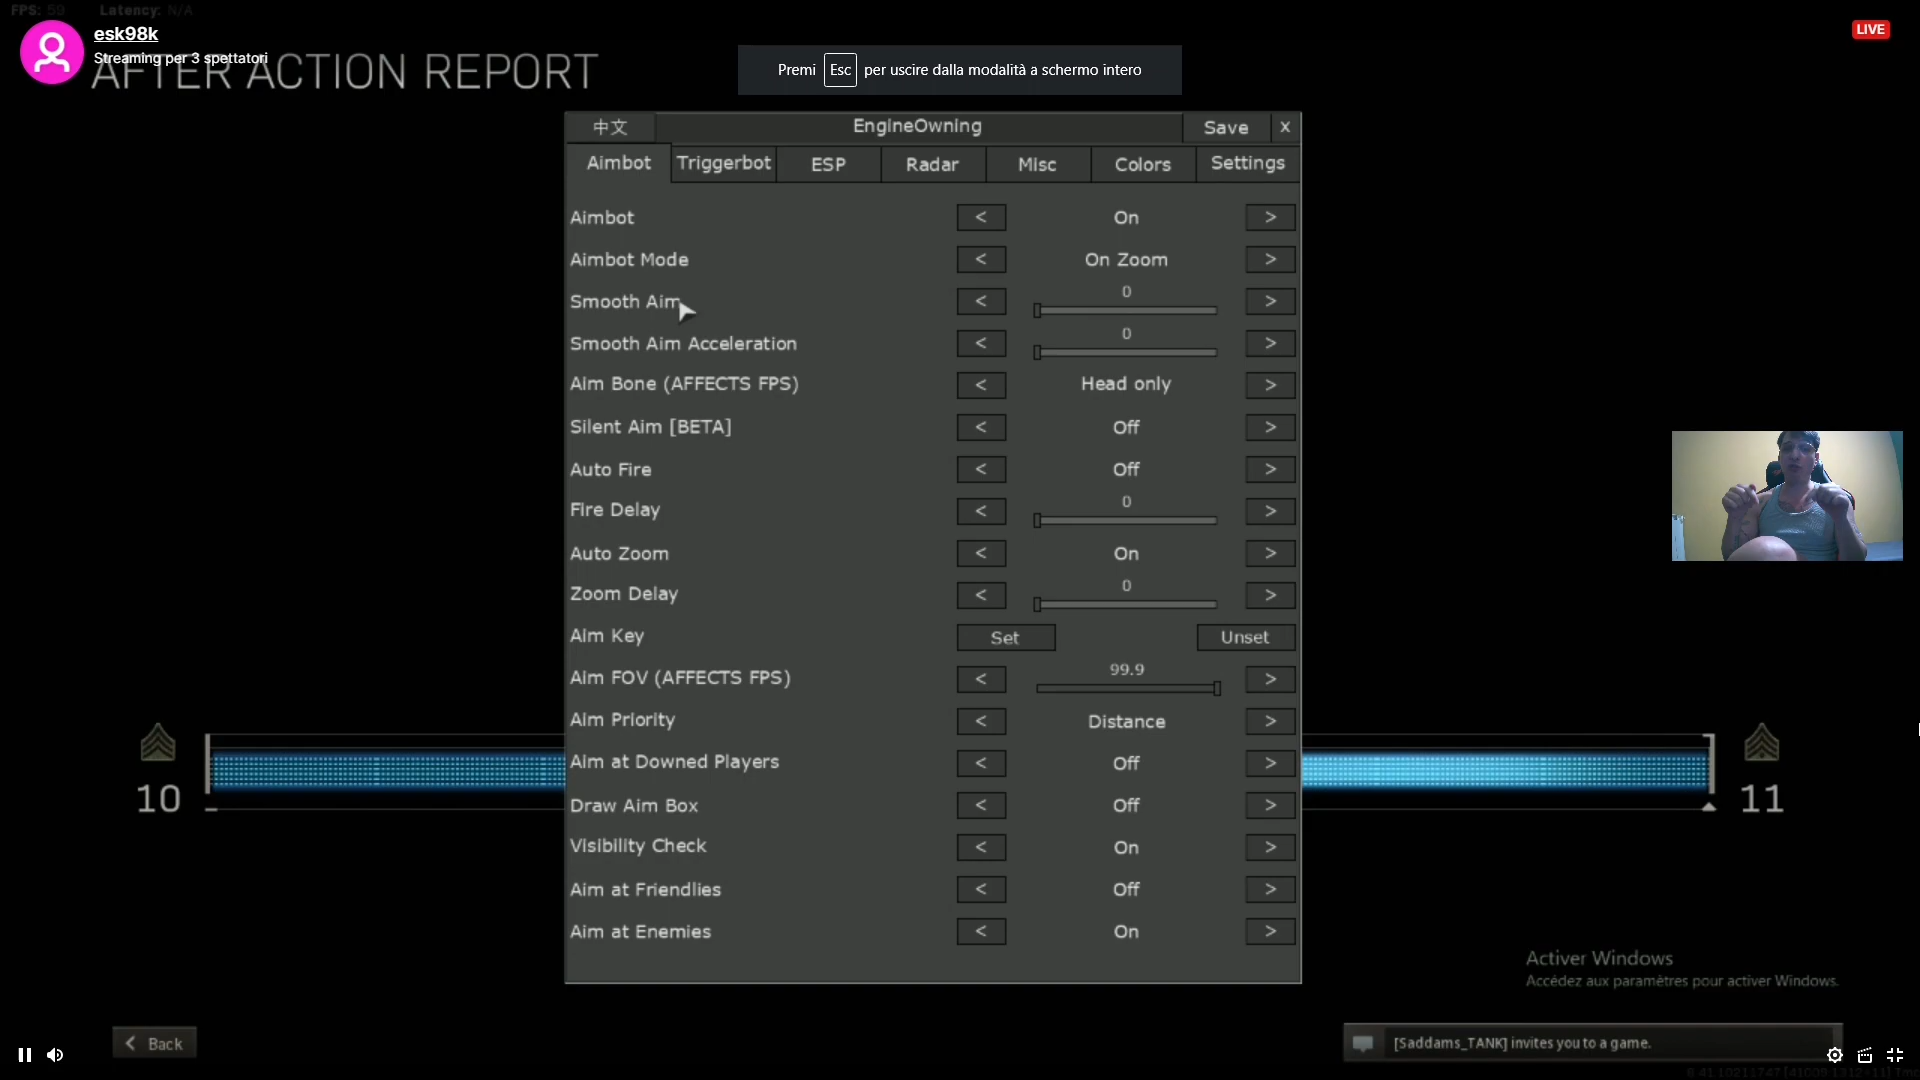 FPS: 59 Latency: N/A
esk98k
Streaming per 3 spettatori
AFTER ACTION REPORT
LIVE
Premi Esc per uscire dalla modalità a schermo intero
中文 EngineOwning Save x
Aimbot Triggerbot ESP Radar Misc Colors Settings
Aimbot < On >
Aimbot Mode < On Zoom >
Smooth Aim < 0 >
Smooth Aim Acceleration < 0 >
Aim Bone (AFFECTS FPS) < Head only >
Silent Aim [BETA] < Off >
Auto Fire < Off >
Fire Delay < 0 >
Auto Zoom < On >
Zoom Delay < 0 >
Aim Key Set Unset
Aim FOV (AFFECTS FPS) < 99.9 >
Aim Priority < Distance >
Aim at Downed Players < Off >
Draw Aim Box < Off >
Visibility Check < On >
Aim at Friendlies < Off >
Aim at Enemies < On >
10
11
Activer Windows
Accédez aux paramètres pour activer Windows.
< Back
[Saddams_TANK] invites you to a game.